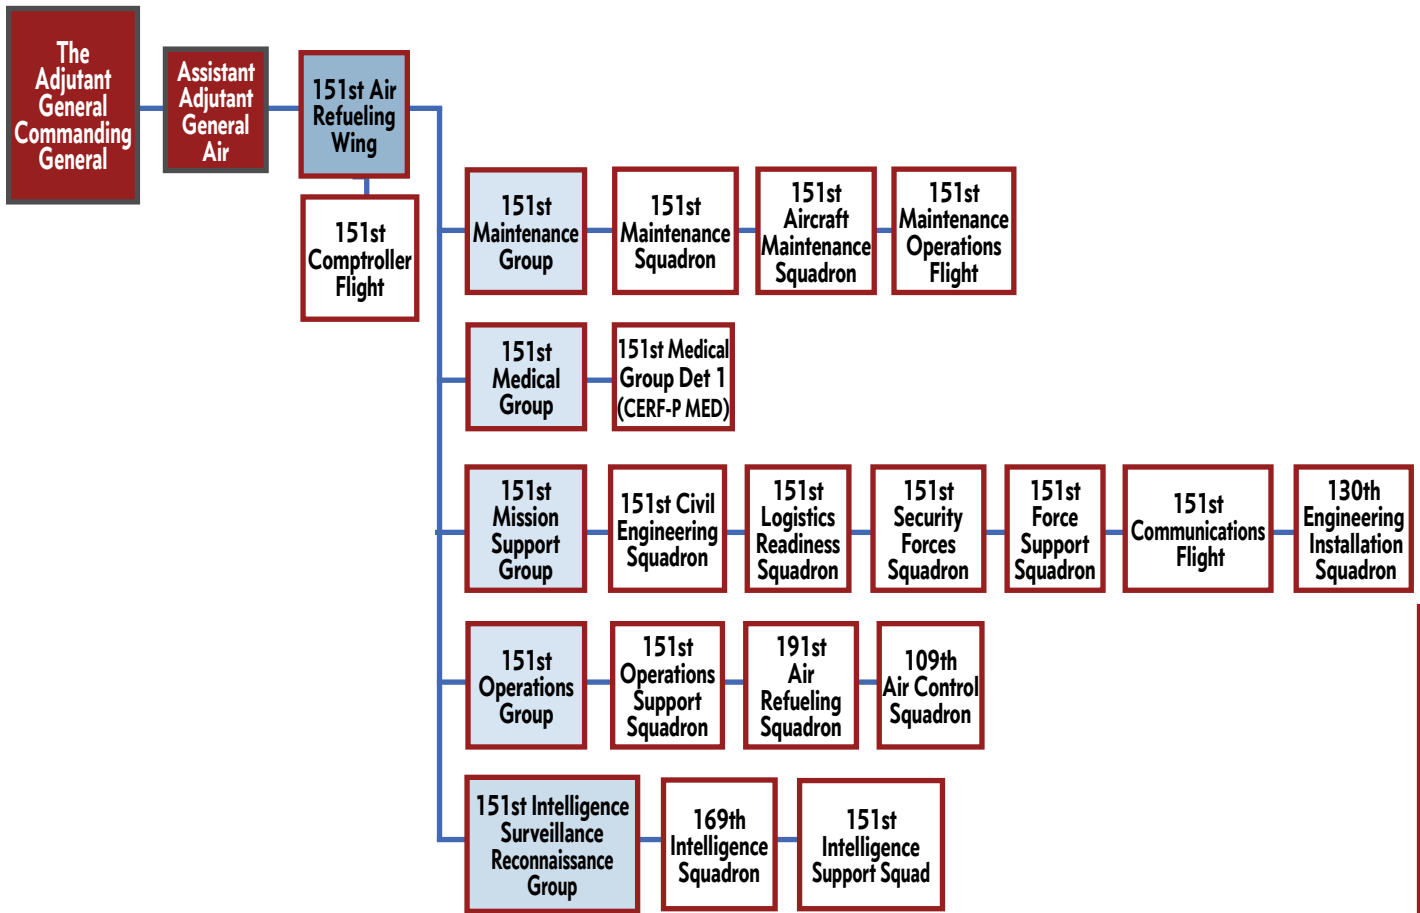 The
Adjutant
General
Commanding
General
Assistant
Adjutant
General
Air
151st Air
Refueling
Wing
151st
Comptroller
Flight
151st
Maintenance
Group
151st
Maintenance
Squadron
151st
Aircraft
Maintenance
Squadron
151st
Maintenance
Operations
Flight
151st
Medical
Group
151st Medical
Group Det 1
(CERF-P MED)
151st
Mission
Support
Group
151st Civil
Engineering
Squadron
151st
Logistics
Readiness
Squadron
151st
Security
Forces
Squadron
151st
Force
Support
Squadron
151st
Communications
Flight
130th
Engineering
Installation
Squadron
151st
Operations
Group
151st
Operations
Support
Squadron
191st
Air
Refueling
Squadron
109th
Air Control
Squadron
151st Intelligence
Surveillance
Reconnaissance
Group
169th
Intelligence
Squadron
151st
Intelligence
Support Squad